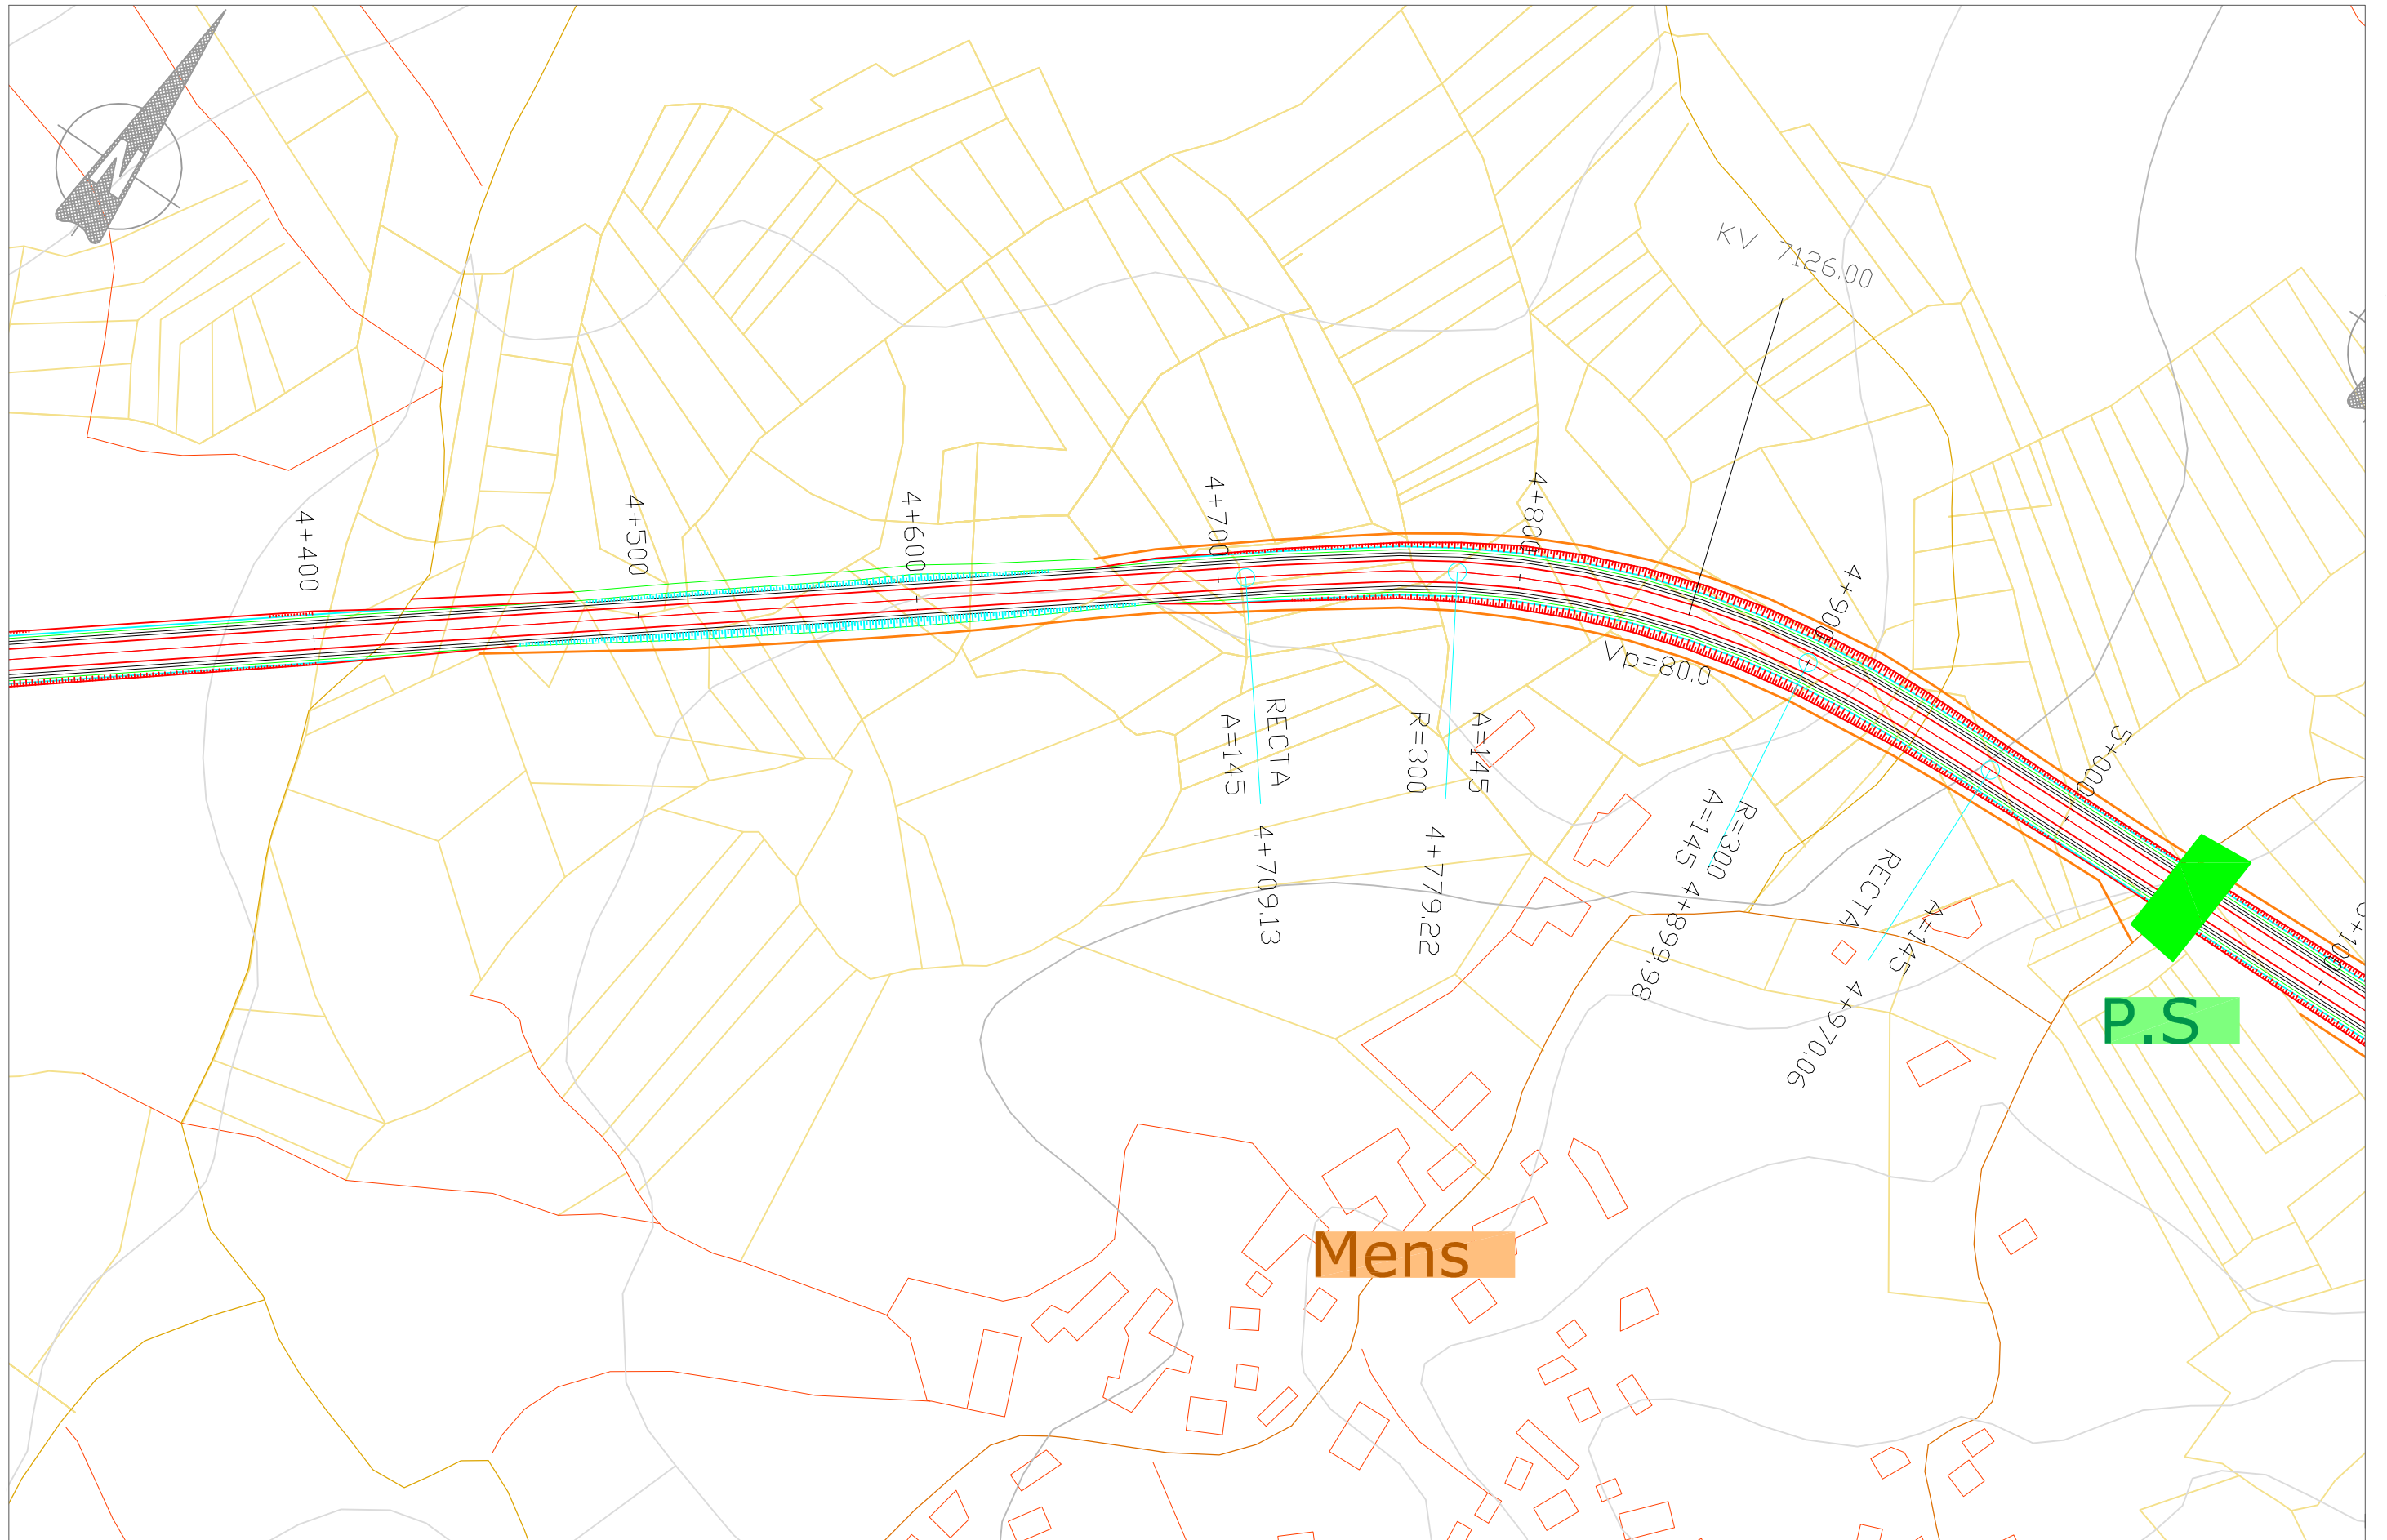 N
KV 7126.00
4+400
4+500
4+600
4+700
4+800
4+900
5+000
5+100
Vp=80.0
RECTA
A=145
4+709.13
R=300
A=145
4+779.22
R=300
A=145
4+899.98
RECTA
A=145
4+970.06
P.S
Mens